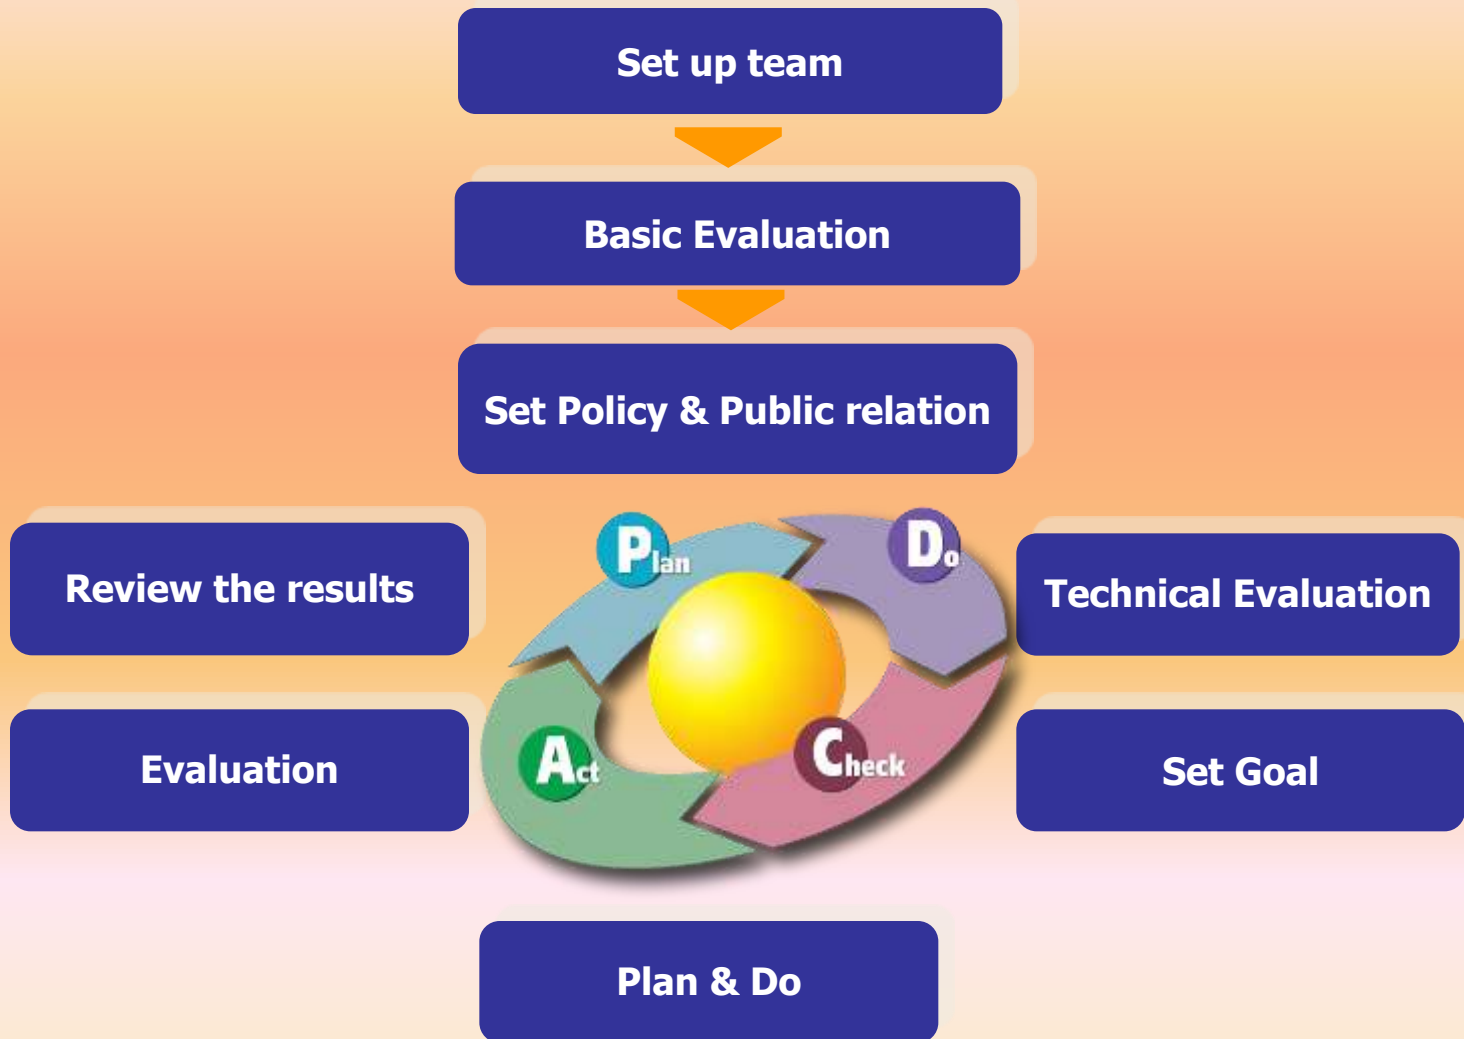 Set up team
Basic Evaluation
Set Policy & Public relation
Review the results
Plan
Do
Technical Evaluation
Evaluation
Act
Check
Set Goal
Plan & Do